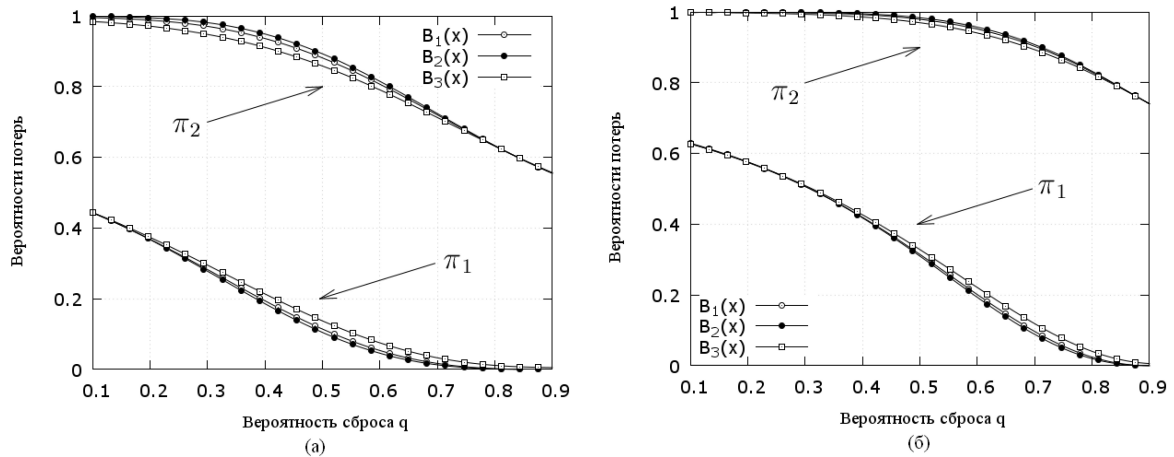 Вероятности потерь
1
0.8
0.6
0.4
0.2
0
B1(x)
B2(x)
B3(x)
π2
π1
0.1 0.2 0.3 0.4 0.5 0.6 0.7 0.8 0.9
Вероятность сброса q
(а)
Вероятности потерь
1
0.8
0.6
0.4
0.2
0
π2
π1
B1(x)
B2(x)
B3(x)
0.1 0.2 0.3 0.4 0.5 0.6 0.7 0.8 0.9
Вероятность сброса q
(б)